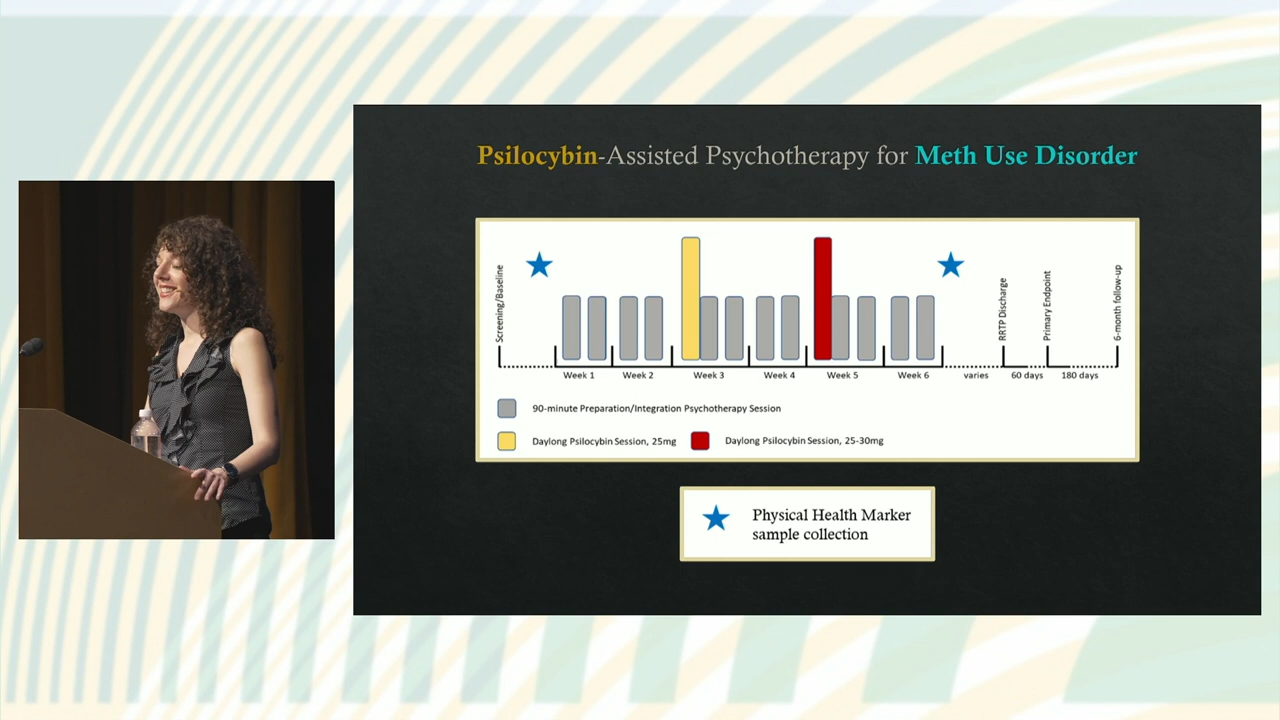 Psilocybin-Assisted Psychotherapy for Meth Use Disorder
Screening/Baseline
RRTP Discharge
Primary Endpoint
6-month follow-up
Week 1
Week 2
Week 3
Week 4
Week 5
Week 6
varies
60 days
180 days
90-minute Preparation/Integration Psychotherapy Session
Daylong Psilocybin Session, 25mg
Daylong Psilocybin Session, 25-30mg
Physical Health Marker
sample collection